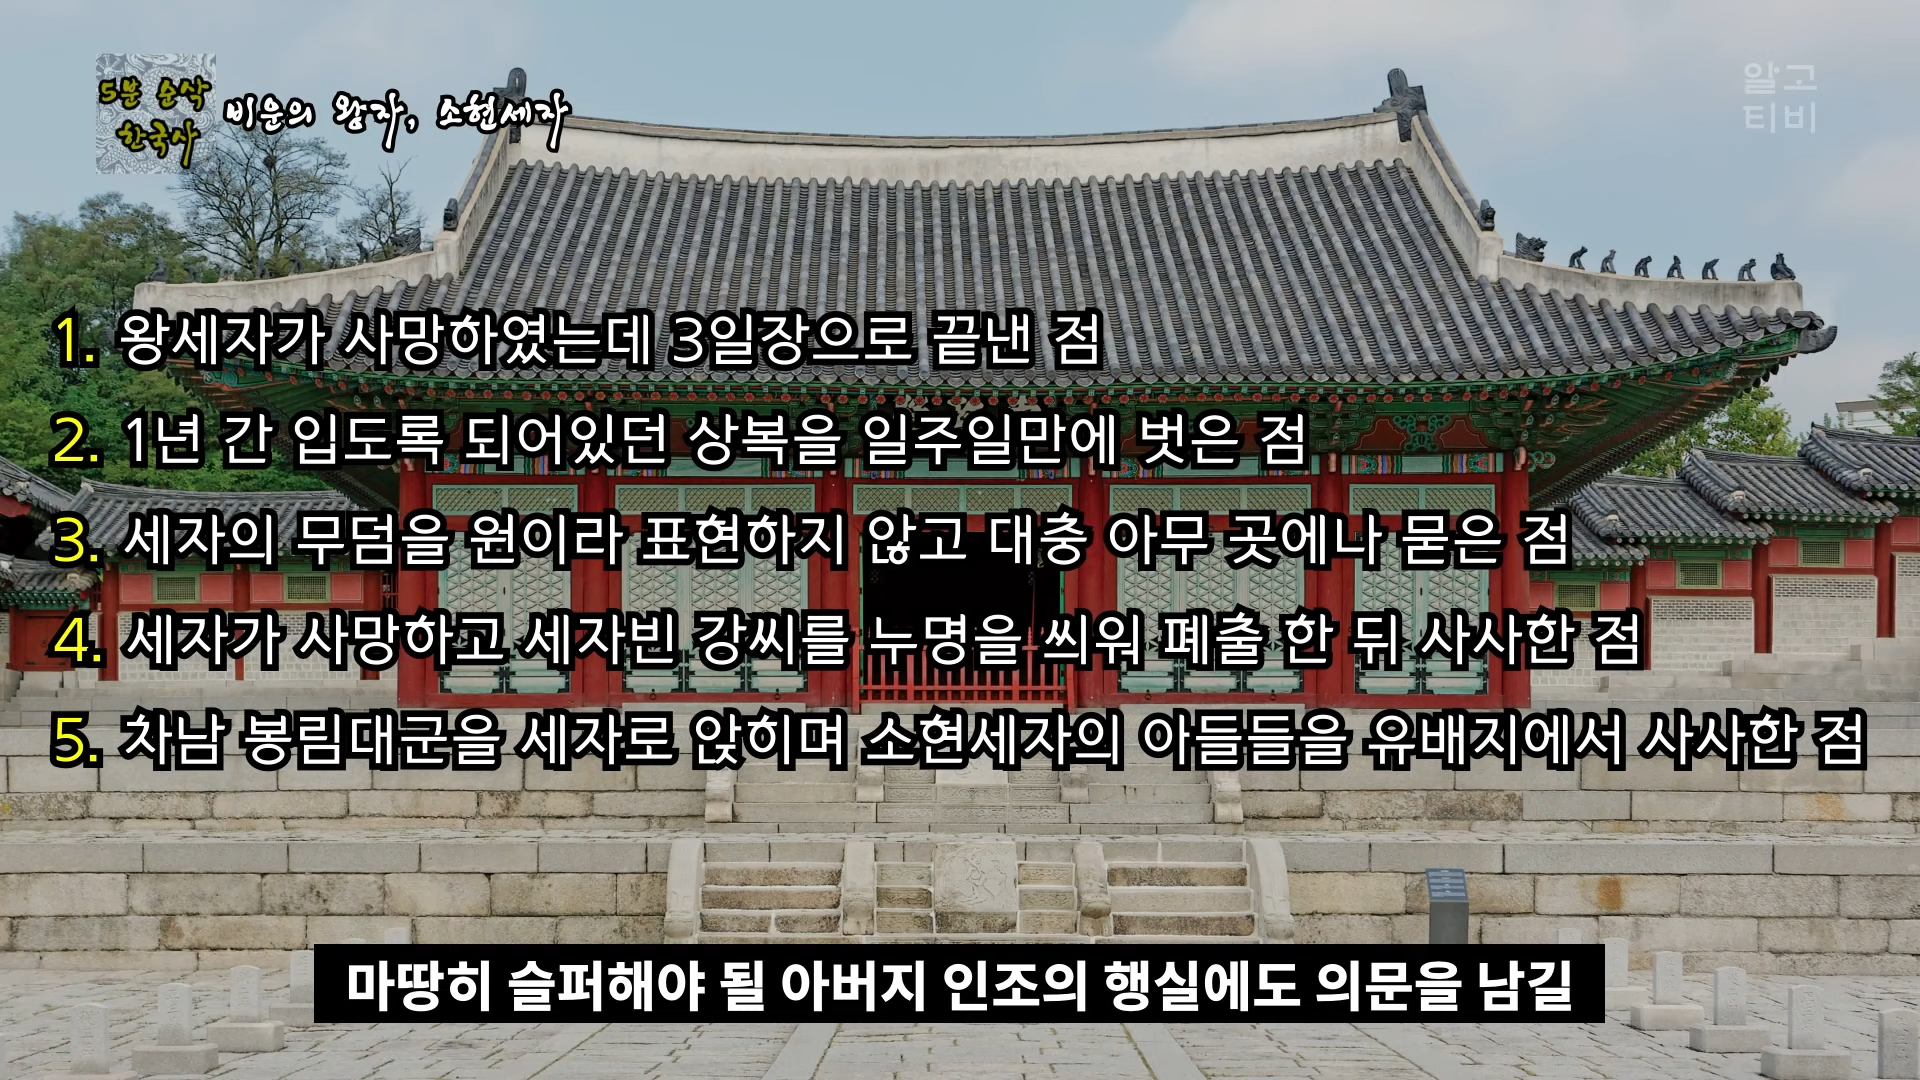 5분 순삭
한국사
비운의 왕자, 소현세자
알고
티비
1. 왕세자가 사망하였는데 3일장으로 끝낸 점
2. 1년 간 입도록 되어있던 상복을 일주일만에 벗은 점
3. 세자의 무덤을 원이라 표현하지 않고 대충 아무 곳에나 묻은 점
4. 세자가 사망하고 세자빈 강씨를 누명을 씌워 폐출 한 뒤 사사한 점
5. 차남 봉림대군을 세자로 앉히며 소현세자의 아들들을 유배지에서 사사한 점
마땅히 슬퍼해야 될 아버지 인조의 행실에도 의문을 남길